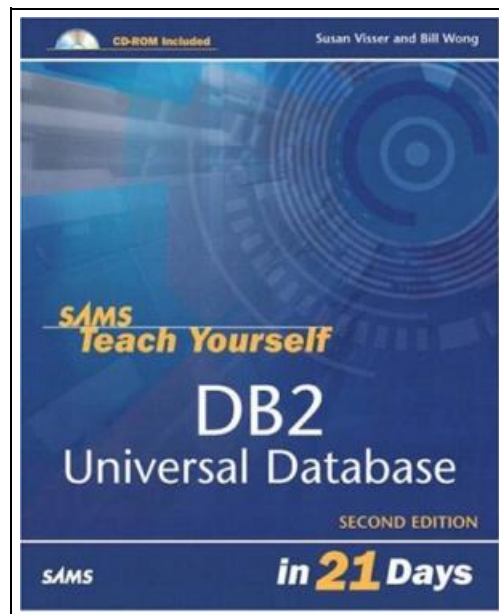 CD-ROM Included
Susan Visser and Bill Wong
SAMS
Teach Yourself
DB2
Universal Database
SECOND EDITION
SAMS
in 21 Days